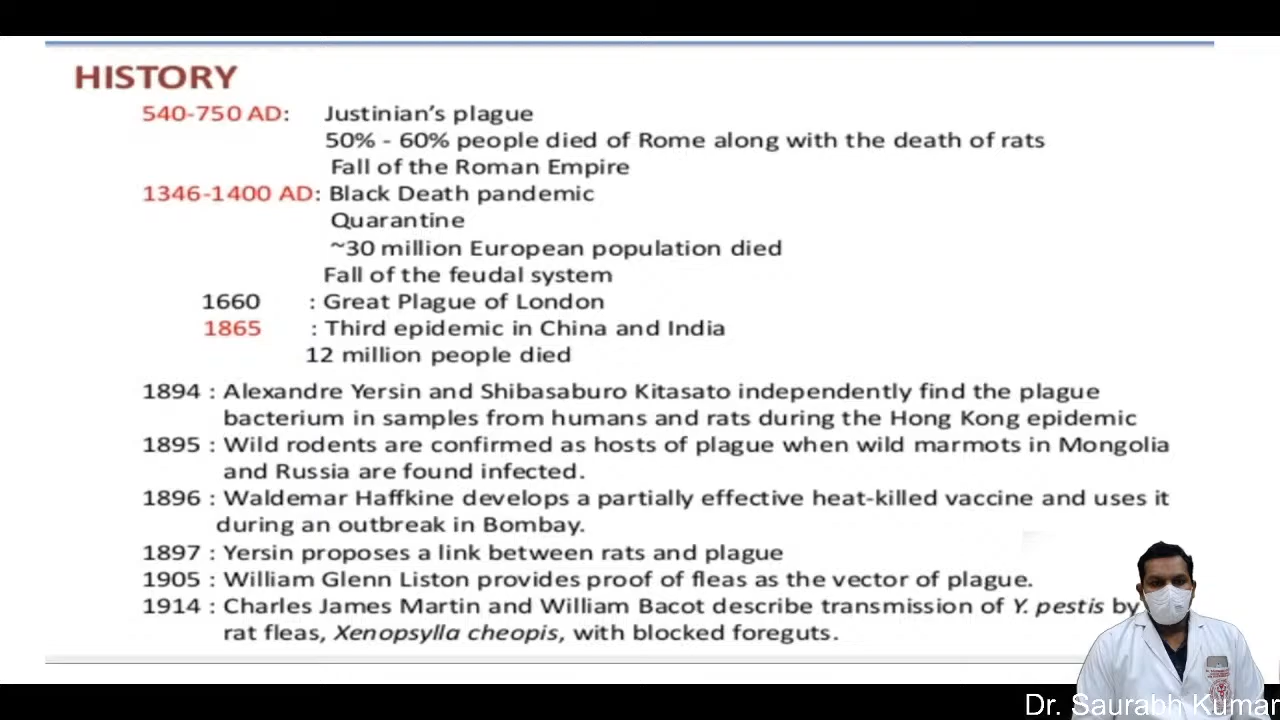 HISTORY
540-750 AD: Justinian's plague
50% - 60% people died of Rome along with the death of rats
Fall of the Roman Empire
1346-1400 AD: Black Death pandemic
Quarantine
~30 million European population died
Fall of the feudal system
1660 : Great Plague of London
1865 : Third epidemic in China and India
12 million people died
1894 : Alexandre Yersin and Shibasaburo Kitasato independently find the plague
bacterium in samples from humans and rats during the Hong Kong epidemic
1895 : Wild rodents are confirmed as hosts of plague when wild marmots in Mongolia
and Russia are found infected.
1896 : Waldemar Haffkine develops a partially effective heat-killed vaccine and uses it
during an outbreak in Bombay.
1897 : Yersin proposes a link between rats and plague
1905 : William Glenn Liston provides proof of fleas as the vector of plague.
1914 : Charles James Martin and William Bacot describe transmission of Y. pestis by
rat fleas, Xenopsylla cheopis, with blocked foreguts.
Dr. Saurabh Kumar